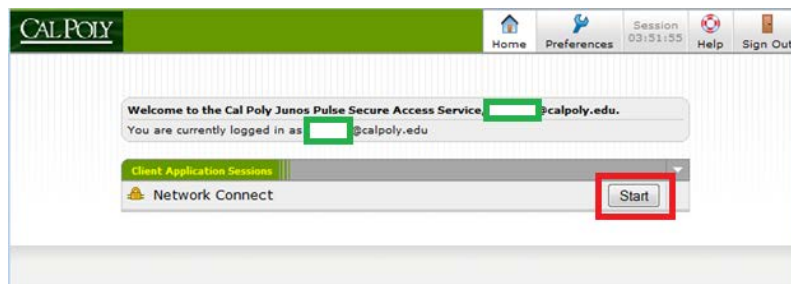 CAL POLY
Home
Preferences
Session
03:51:55
Help
Sign Out
Welcome to the Cal Poly Junos Pulse Secure Access Service, @calpoly.edu.
You are currently logged in as @calpoly.edu
Client Application Sessions
Network Connect
Start